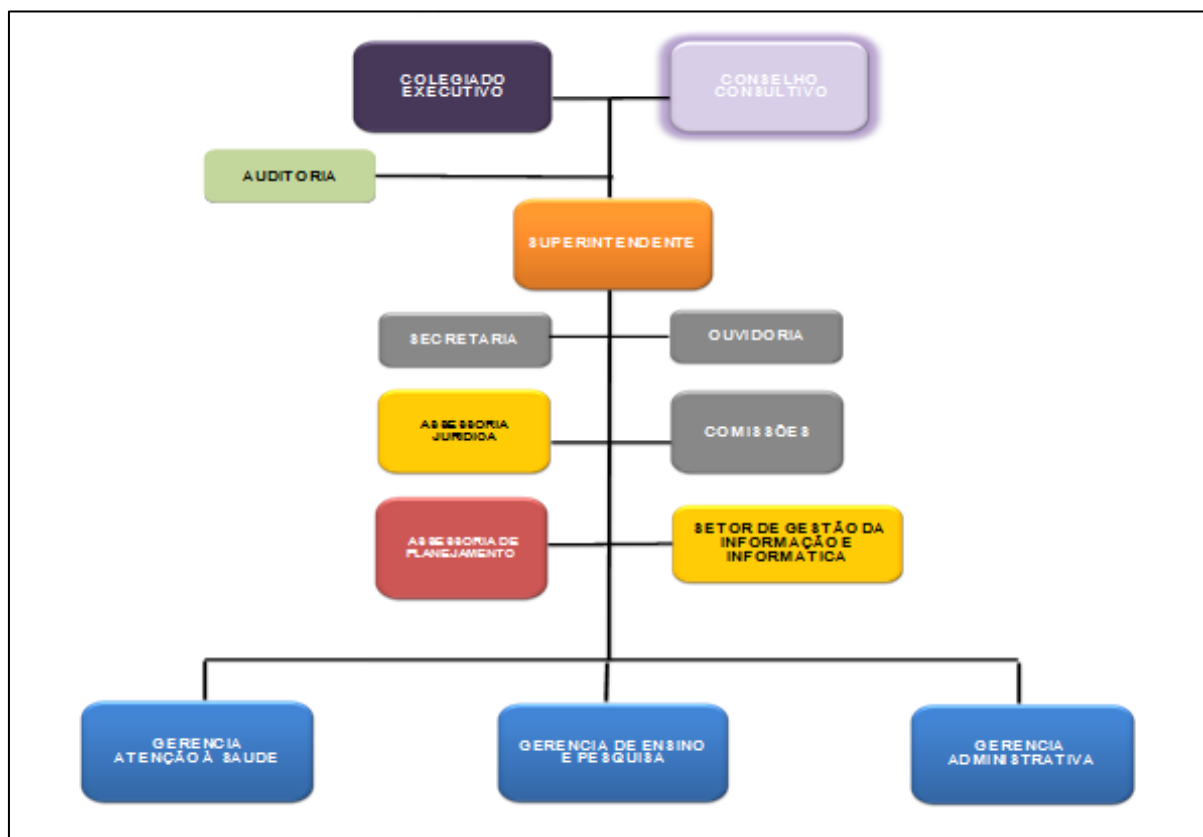 COLEGIADO
EXECUTIVO
CONSELHO
CONSULTIVO
AUDITORIA
SUPERINTENDENTE
SECRETARIA
OUVIDORIA
ASSESSORIA
JURIDICA
COMISSÕES
ASSESSORIA DE
PLANEJAMENTO
SETOR DE GESTÃO DA
INFORMAÇÃO E
INFORMATICA
GERENCIA
ATENÇÃO À SAUDE
GERENCIA DE ENSINO
E PESQUISA
GERENCIA
ADMINISTRATIVA